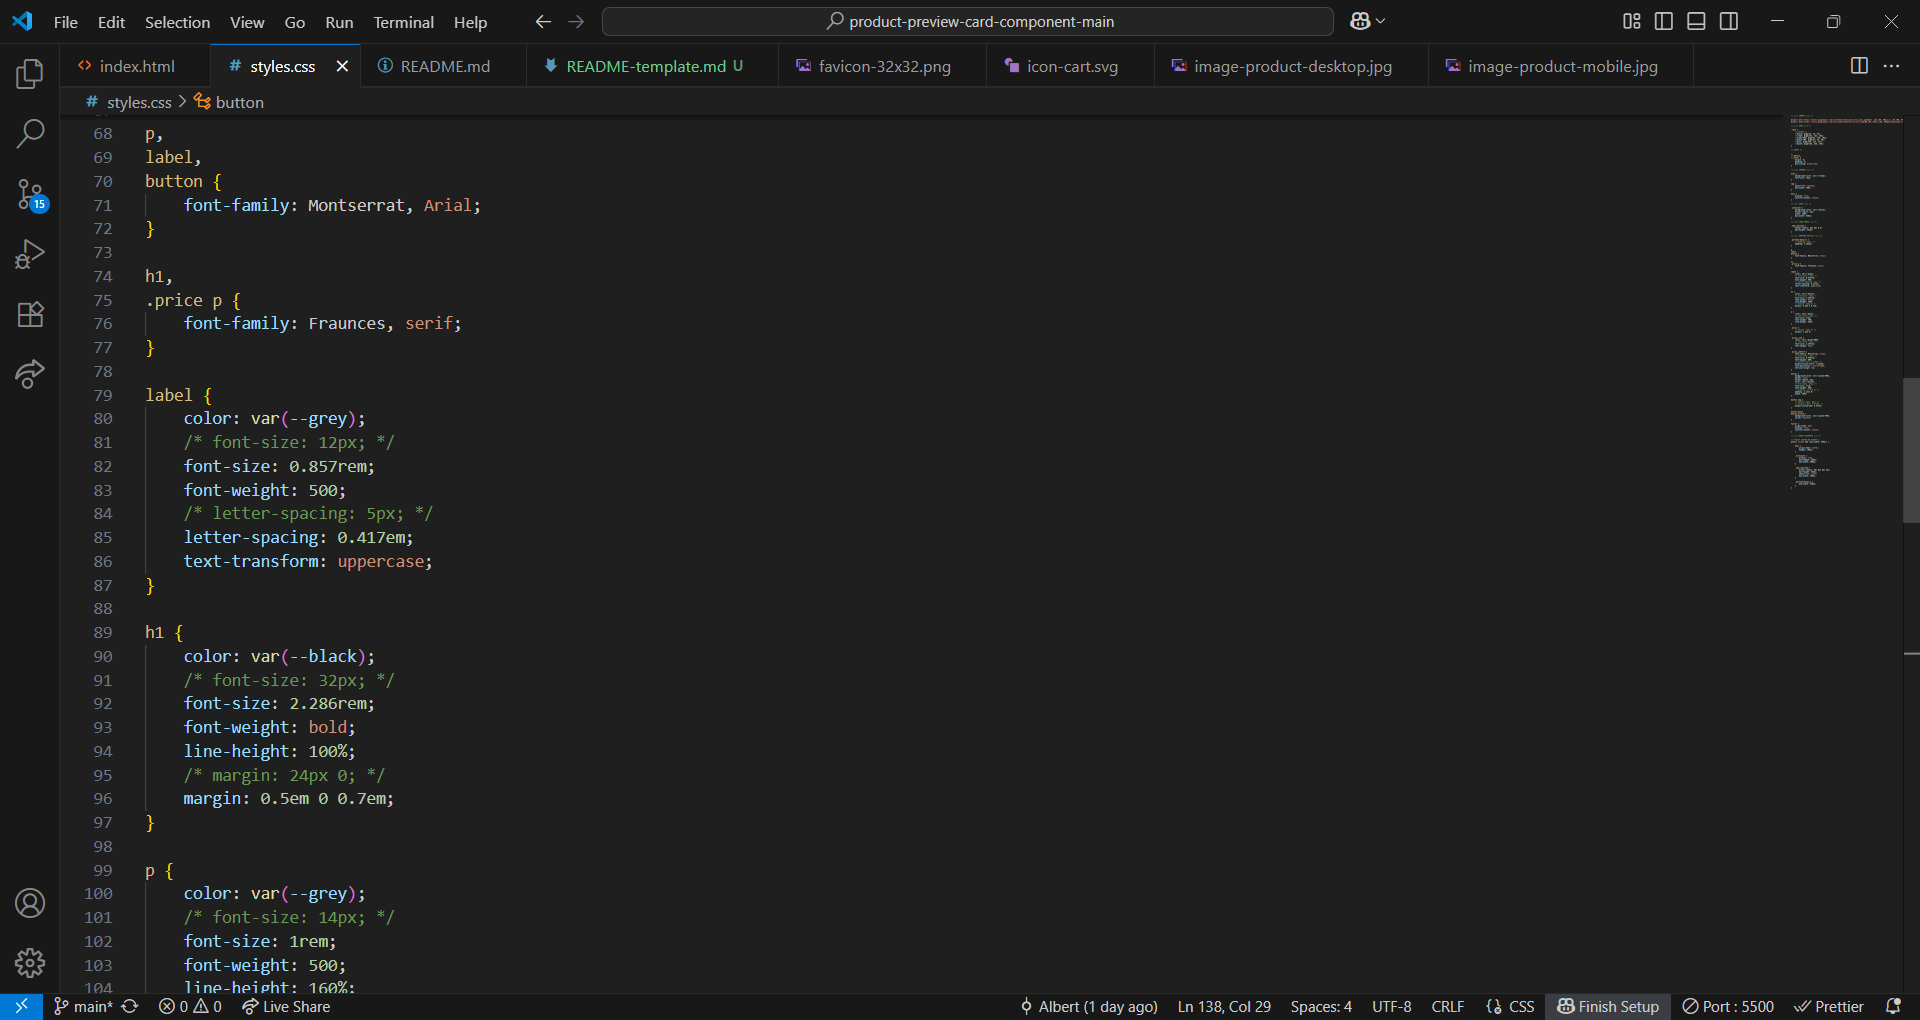 File Edit Selection View Go Run Terminal Help product-preview-card-component-main
index.html styles.css README.md README-template.md U favicon-32x32.png icon-cart.svg image-product-desktop.jpg image-product-mobile.jpg
# styles.css > button
68 p,
69 label,
70 button {
71 font-family: Montserrat, Arial;
72 }
73
74 h1,
75 .price p {
76 font-family: Fraunces, serif;
77 }
78
79 label {
80 color: var(--grey);
81 /* font-size: 12px; */
82 font-size: 0.857rem;
83 font-weight: 500;
84 /* letter-spacing: 5px; */
85 letter-spacing: 0.417em;
86 text-transform: uppercase;
87 }
88
89 h1 {
90 color: var(--black);
91 /* font-size: 32px; */
92 font-size: 2.286rem;
93 font-weight: bold;
94 line-height: 100%;
95 /* margin: 24px 0; */
96 margin: 0.5em 0 0.7em;
97 }
98
99 p {
100 color: var(--grey);
101 /* font-size: 14px; */
102 font-size: 1rem;
103 font-weight: 500;
104 line-height: 160%;
15
main* 0 0 Live Share Albert (1 day ago) Ln 138, Col 29 Spaces: 4 UTF-8 CRLF CSS Finish Setup Port : 5500 Prettier